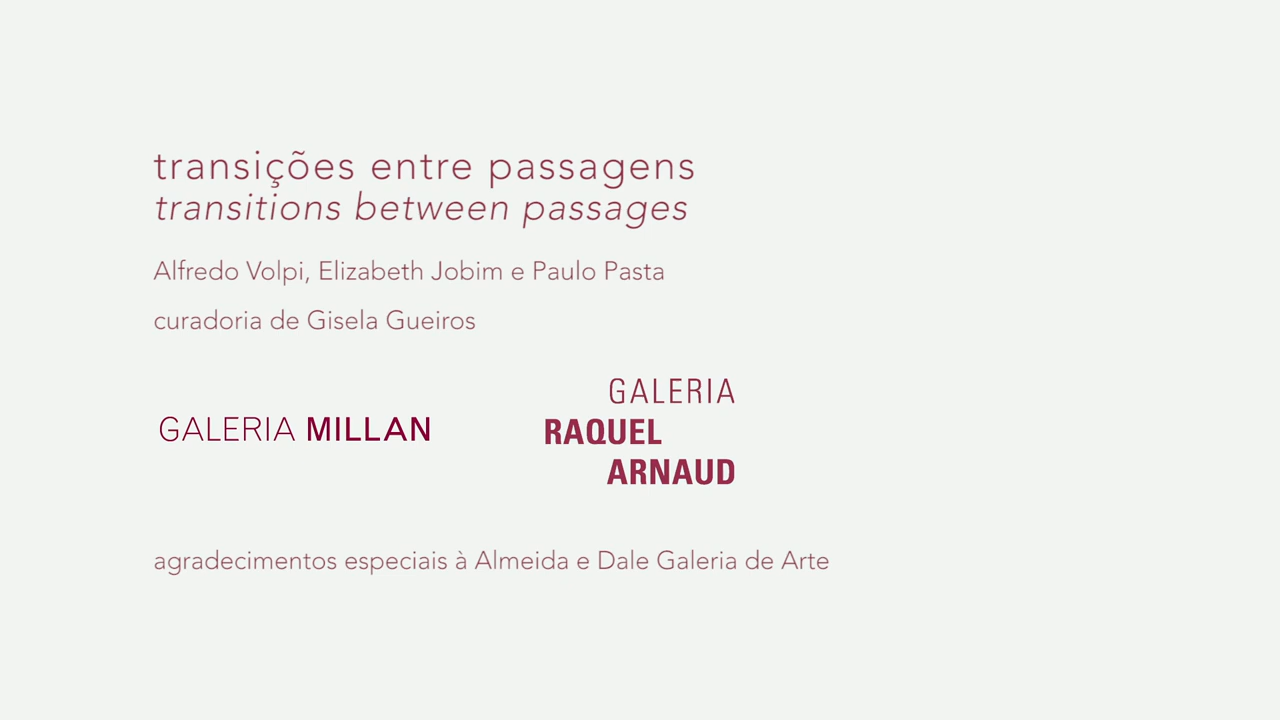 transições entre passagens
transitions between passages
Alfredo Volpi, Elizabeth Jobim e Paulo Pasta
curadoria de Gisela Gueiros
GALERIA MILLAN
GALERIA
RAQUEL
ARNAUD
agradecimentos especiais à Almeida e Dale Galeria de Arte